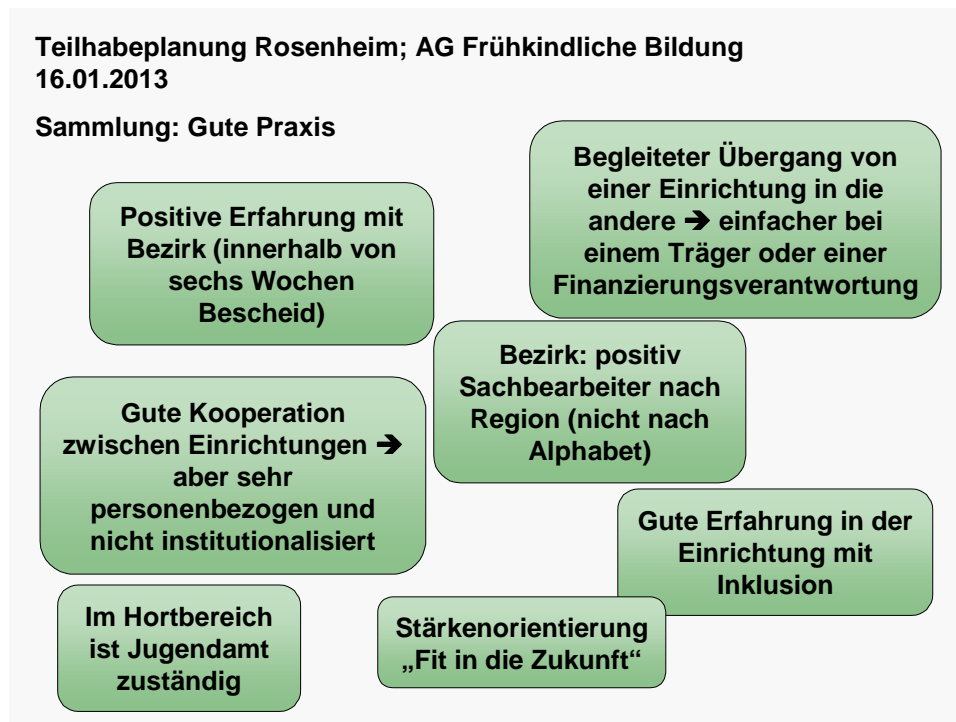 Teilhabeplanung Rosenheim; AG Frühkindliche Bildung
16.01.2013
Sammlung: Gute Praxis
Begleiteter Übergang von
einer Einrichtung in die
andere ➔ einfacher bei
einem Träger oder einer
Finanzierungsverantwortung
Positive Erfahrung mit
Bezirk (innerhalb von
sechs Wochen
Bescheid)
Bezirk: positiv
Sachbearbeiter nach
Region (nicht nach
Alphabet)
Gute Kooperation
zwischen Einrichtungen ➔
aber sehr
personenbezogen und
nicht institutionalisiert
Gute Erfahrung in der
Einrichtung mit
Inklusion
Im Hortbereich
ist Jugendamt
zuständig
Stärkenorientierung
„Fit in die Zukunft“